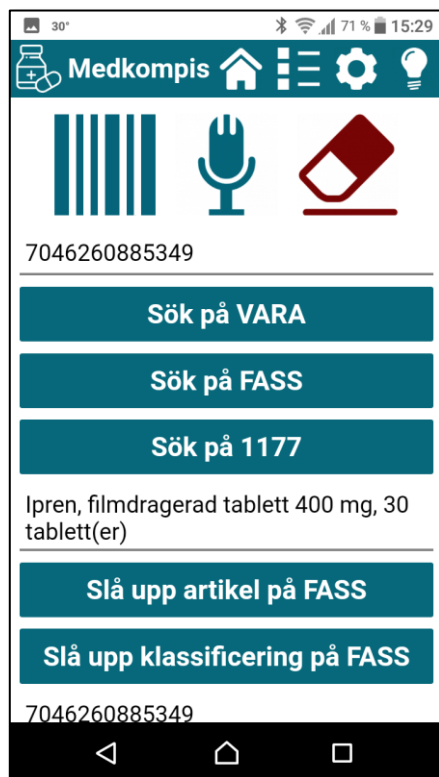 30°
71 % 15:29
Medkompis
7046260885349
Sök på VARA
Sök på FASS
Sök på 1177
Ipren, filmdragerad tablett 400 mg, 30
tablett(er)
Slå upp artikel på FASS
Slå upp klassificering på FASS
7046260885349